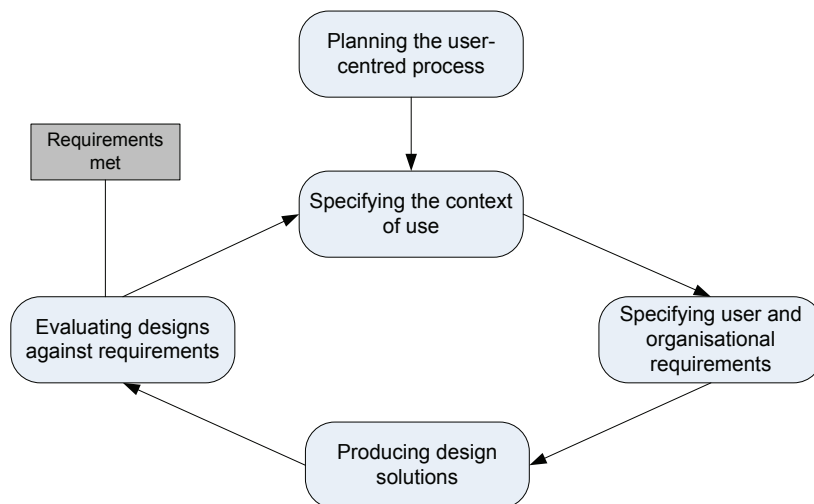 Planning the user-
centred process
Requirements
met
Specifying the context
of use
Evaluating designs
against requirements
Specifying user and
organisational
requirements
Producing design
solutions